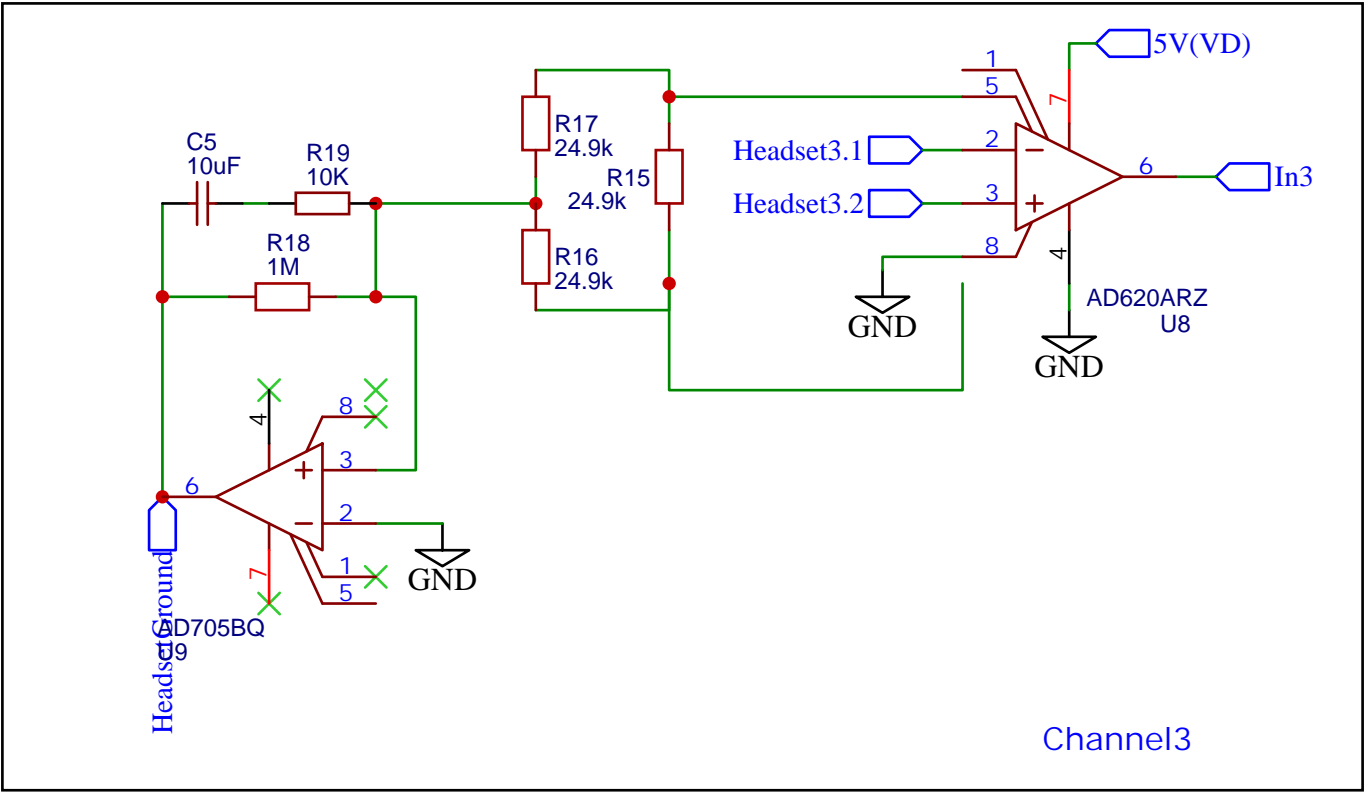 5V(VD)
1
5
7
C5
10uF
R19
10K
R17
24.9k
R15
24.9k
Headset3.1
2
6
In3
Headset3.2
3
R18
1M
R16
24.9k
8
4
GND
AD620ARZ
U8
GND
4
8
3
6
2
7
1
5
GND
HeadsetGround
AD705BQ
U9
Channel3